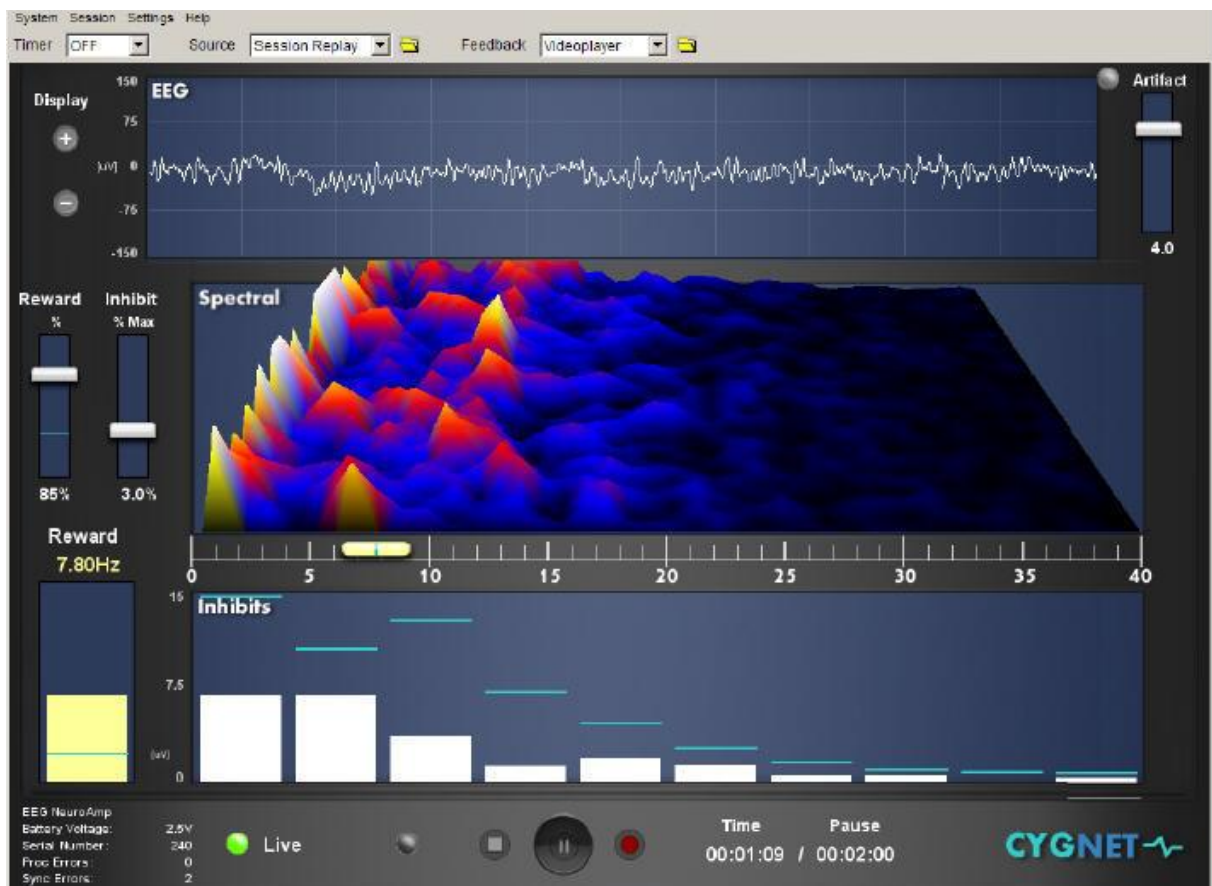 System Session Settings Help
Timer OFF Source Session Replay Feedback Videoplayer
Display
150
75
[uV] 0
-75
-150
EEG
Artifact
4.0
Reward Inhibit
% % Max
85% 3.0%
Spectral
Reward
7.80Hz
0 5 10 15 20 25 30 35 40
Inhibits
15
7.5
[uV]
0
EEG NeuroAmp
Battery Voltage: 2.5V
Serial Number: 240
Proc Errors: 0
Sync Errors: 2
Live
Time Pause
00:01:09 / 00:02:00
CYGNET